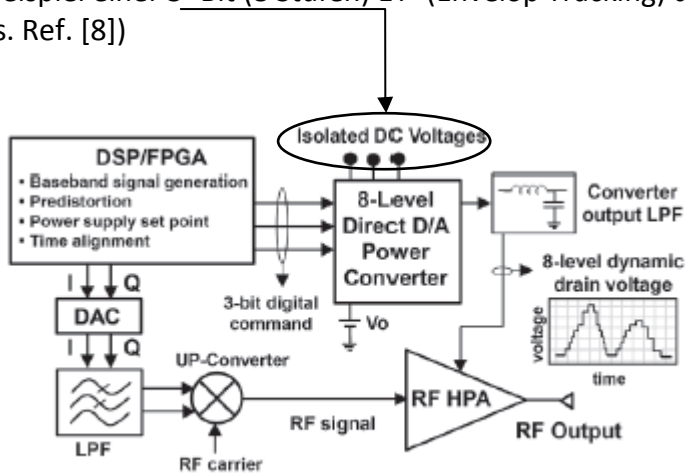 (Envelop Tracking)
s. Ref. [8])
Isolated DC Voltages
DSP/FPGA
• Baseband signal generation
• Predistortion
• Power supply set point
• Time alignment
8-Level
Direct D/A
Power
Converter
Converter
output LPF
8-level dynamic
drain voltage
voltage
time
3-bit digital
command
Vo
I Q
DAC
I Q
LPF
UP-Converter
RF carrier
RF signal
RF HPA
RF Output